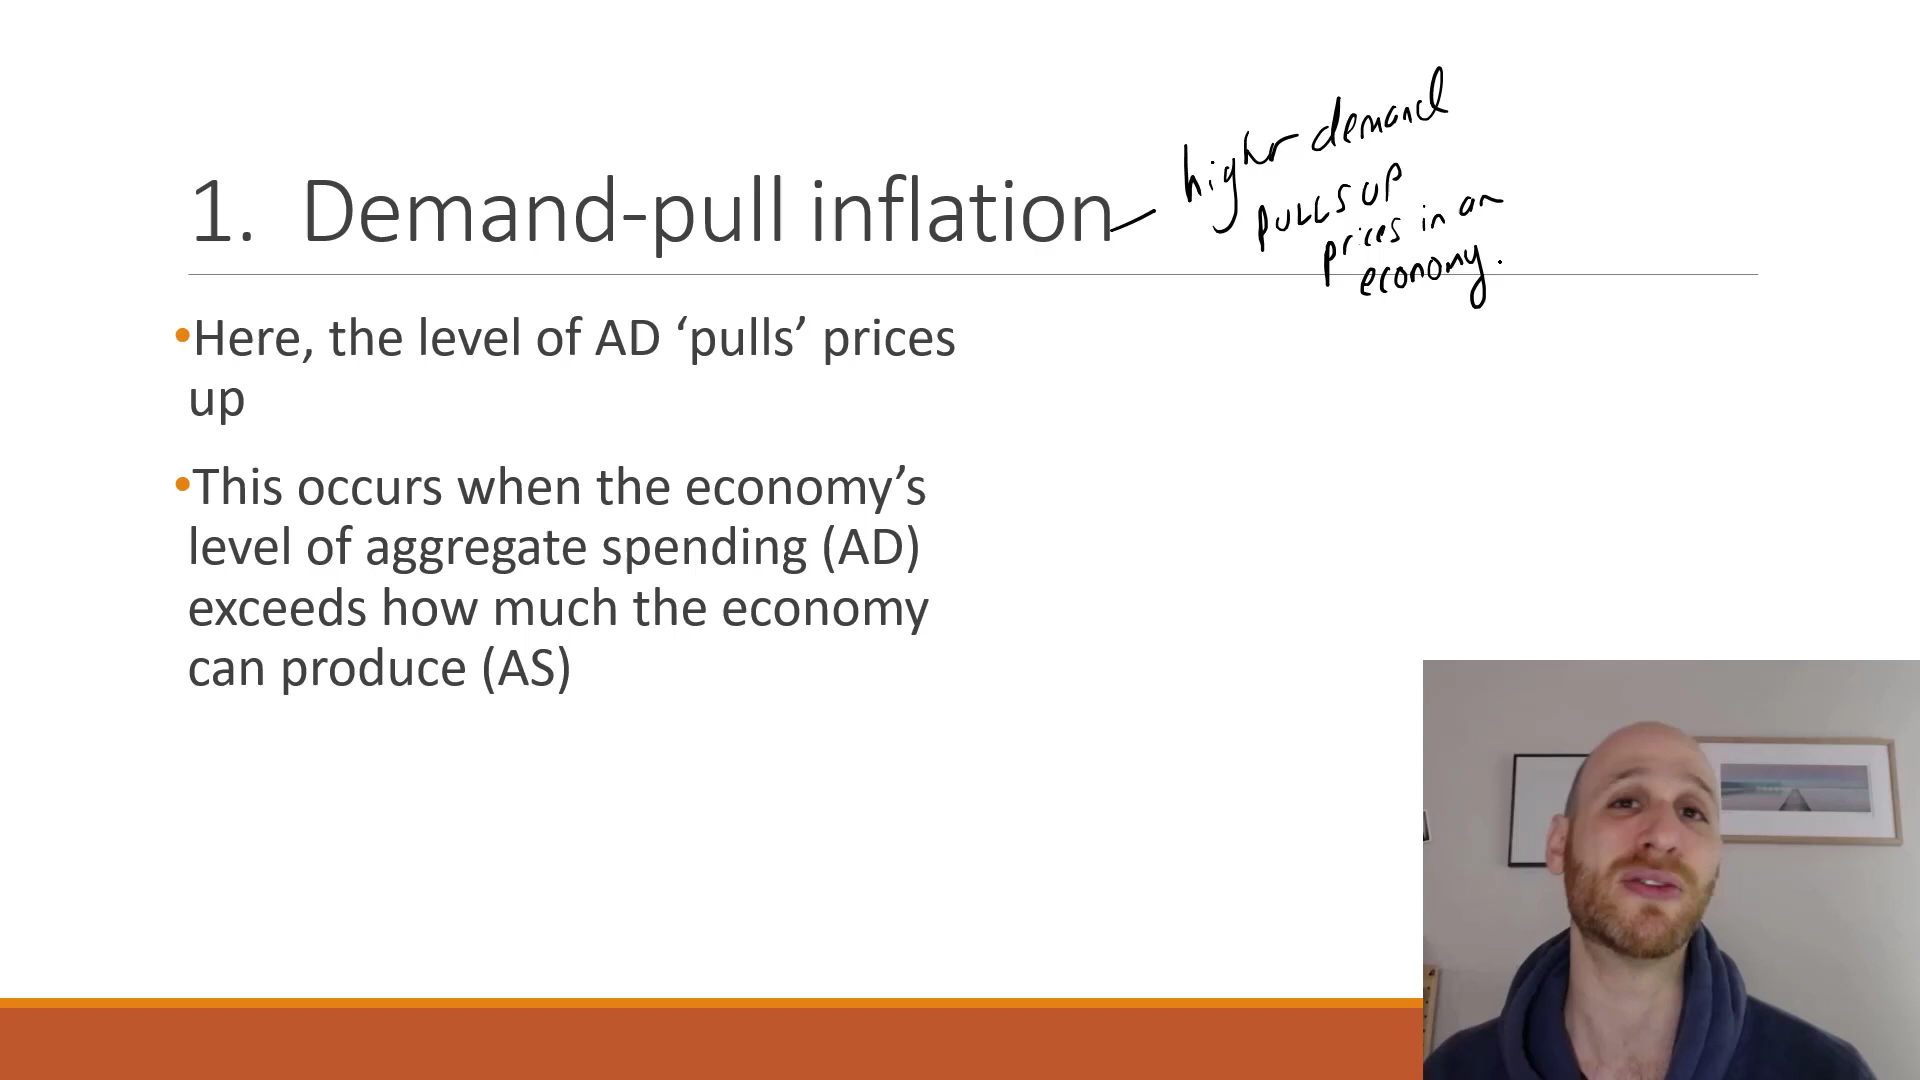 1. Demand-pull inflation
higher demand
PULLS UP
prices in an
economy.
•Here, the level of AD ‘pulls’ prices
up
•This occurs when the economy’s
level of aggregate spending (AD)
exceeds how much the economy
can produce (AS)